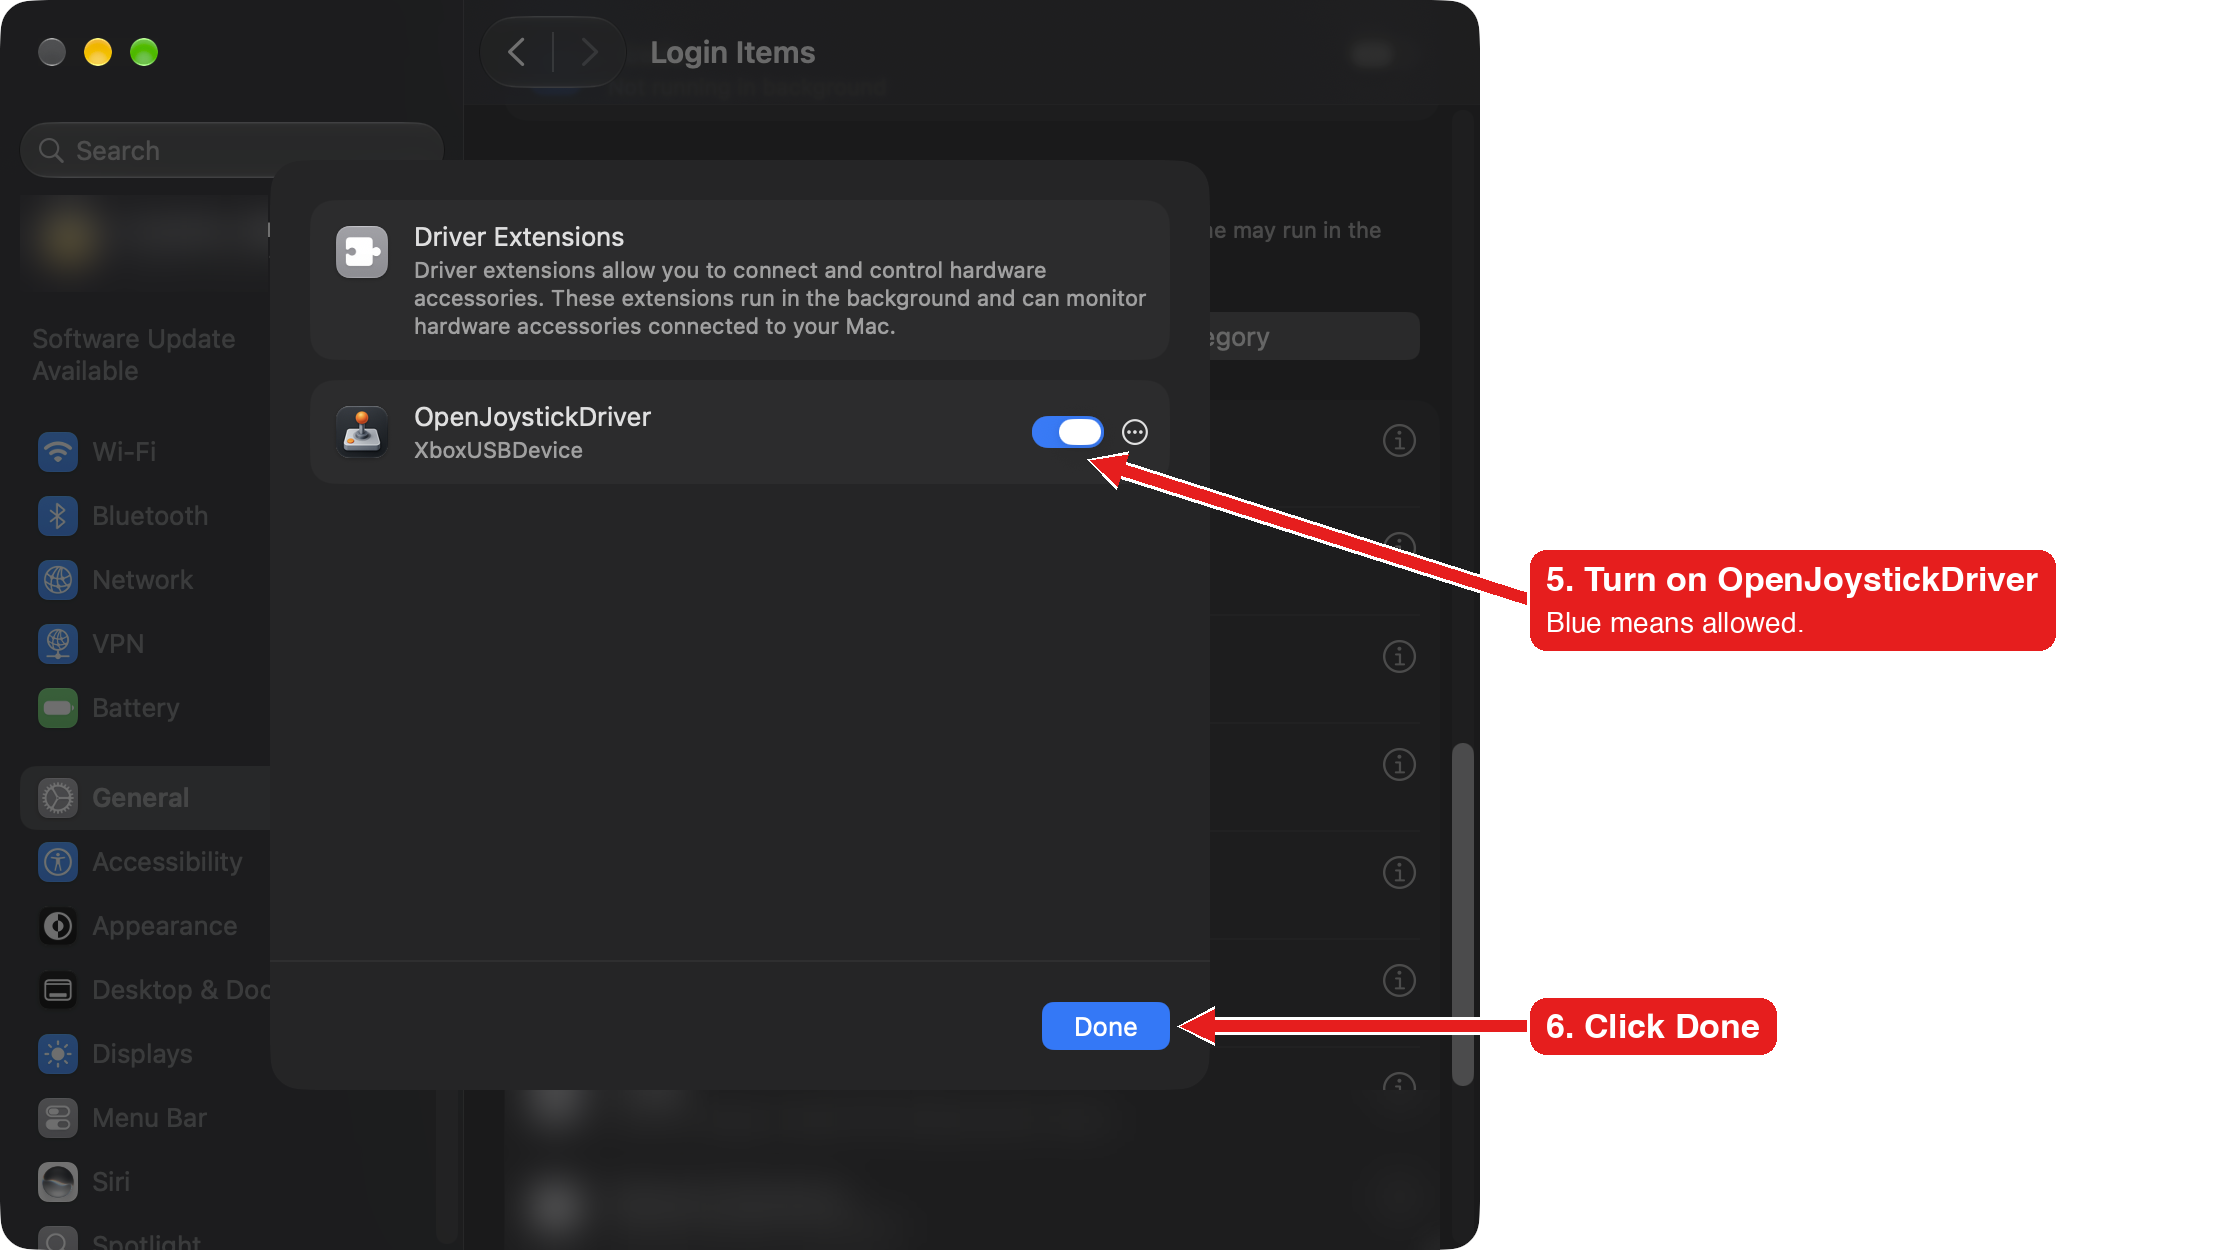 Login Items
Search
Software Update
Available
Wi-Fi
Bluetooth
Network
VPN
Battery
General
Accessibility
Appearance
Desktop & Doc
Displays
Menu Bar
Siri
Spotlight
running in background
may run in the
egory
Driver Extensions
Driver extensions allow you to connect and control hardware
accessories. These extensions run in the background and can monitor
hardware accessories connected to your Mac.
OpenJoystickDriver
XboxUSBDevice
Done
5. Turn on OpenJoystickDriver
Blue means allowed.
6. Click Done